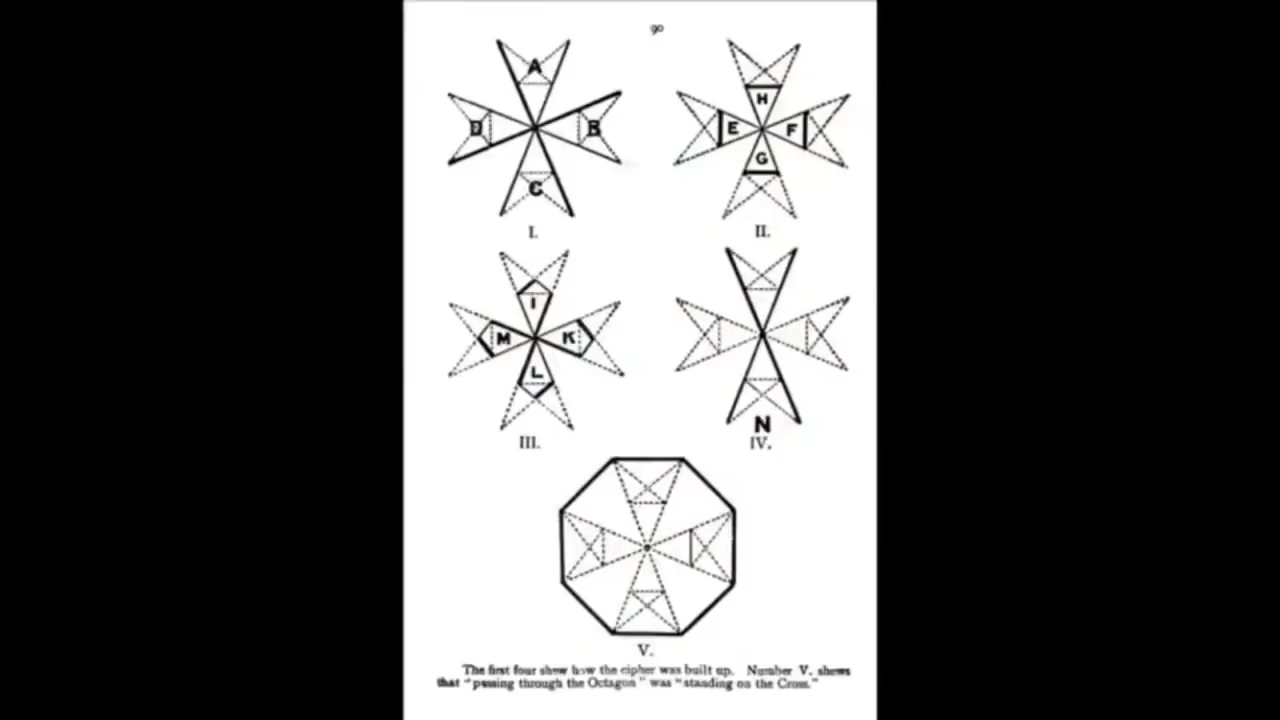 90
A
D
B
C
I.
H
E
F
G
II.
I
M
K
L
III.
N
IV.
V.
The first four shew how the cipher was built up. Number V. shews
that "passing through the Octagon" was "standing on the Cross."